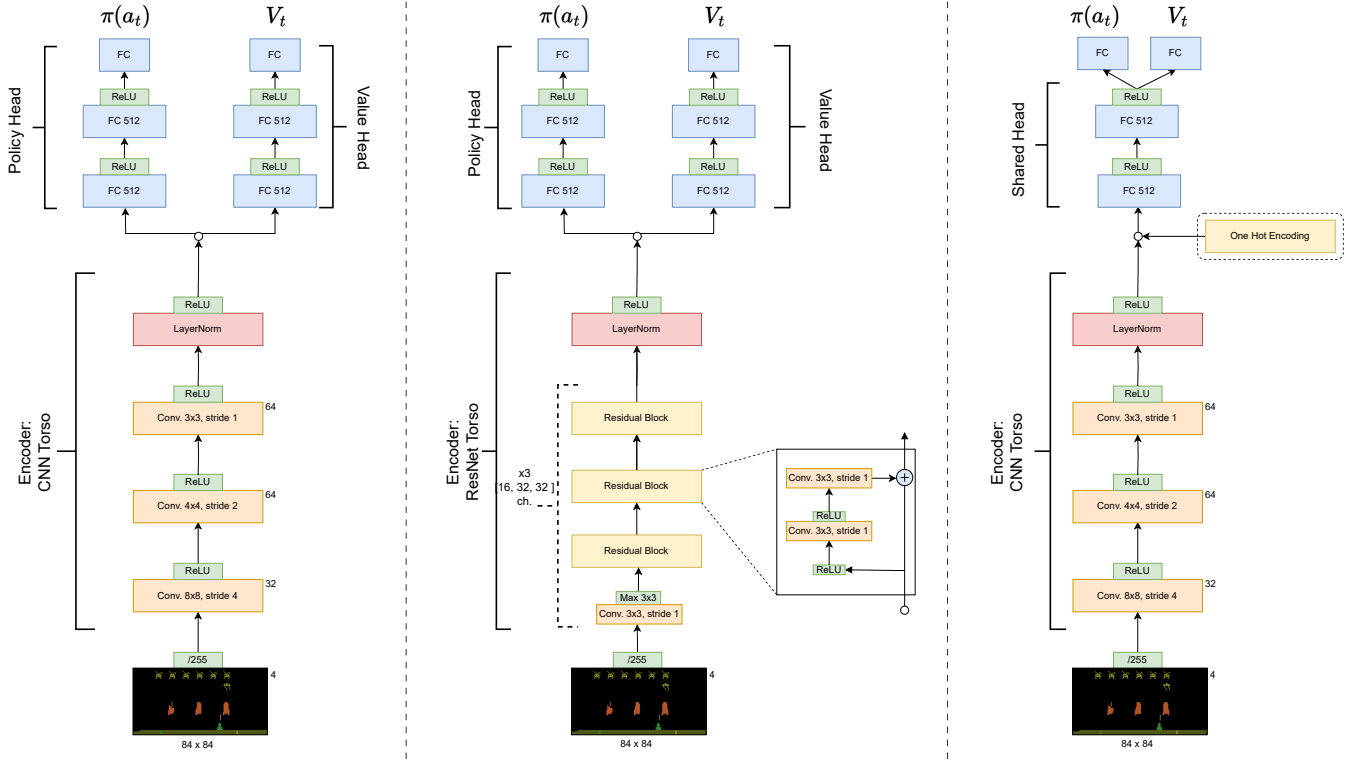 π(a_t)
V_t
FC
FC
ReLU
ReLU
FC 512
FC 512
ReLU
ReLU
FC 512
FC 512
Policy Head
Value Head
ReLU
LayerNorm
ReLU
Conv. 3x3, stride 1
64
ReLU
Conv. 4x4, stride 2
64
ReLU
Conv. 8x8, stride 4
32
Encoder:
CNN Torso
/255
4
84 x 84
π(a_t)
V_t
FC
FC
ReLU
ReLU
FC 512
FC 512
ReLU
ReLU
FC 512
FC 512
Policy Head
Value Head
ReLU
LayerNorm
Residual Block
Residual Block
Residual Block
Max 3x3
Conv. 3x3, stride 1
Encoder:
ResNet Torso
x3
[16, 32, 32 ]
ch.
Conv. 3x3, stride 1
+
ReLU
Conv. 3x3, stride 1
ReLU
/255
4
84 x 84
π(a_t)
V_t
FC
FC
ReLU
FC 512
ReLU
FC 512
Shared Head
One Hot Encoding
ReLU
LayerNorm
ReLU
Conv. 3x3, stride 1
64
ReLU
Conv. 4x4, stride 2
64
ReLU
Conv. 8x8, stride 4
32
Encoder:
CNN Torso
/255
4
84 x 84